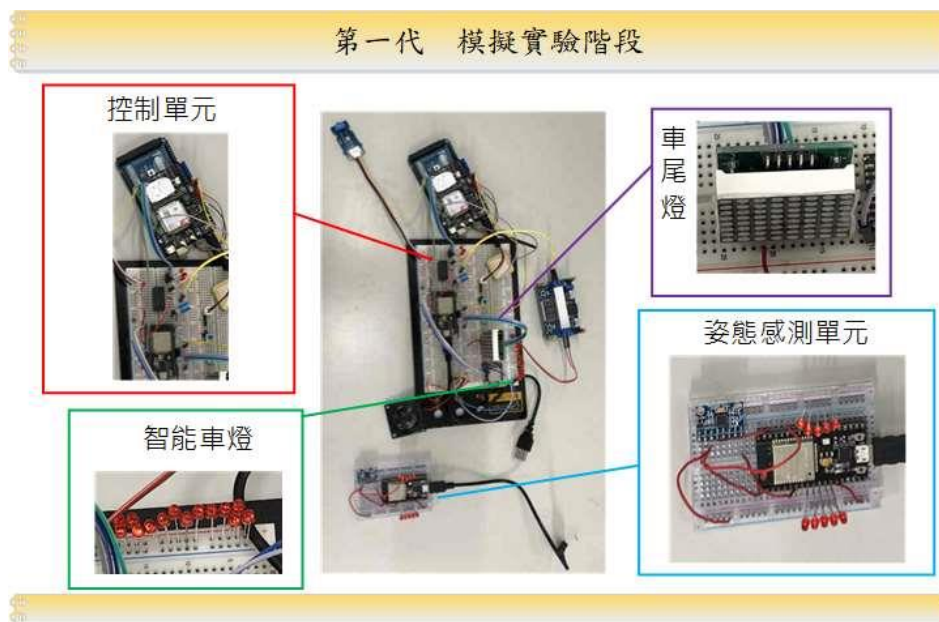 第一代 模擬實驗階段
控制單元
車尾燈
姿態感測單元
智能車燈